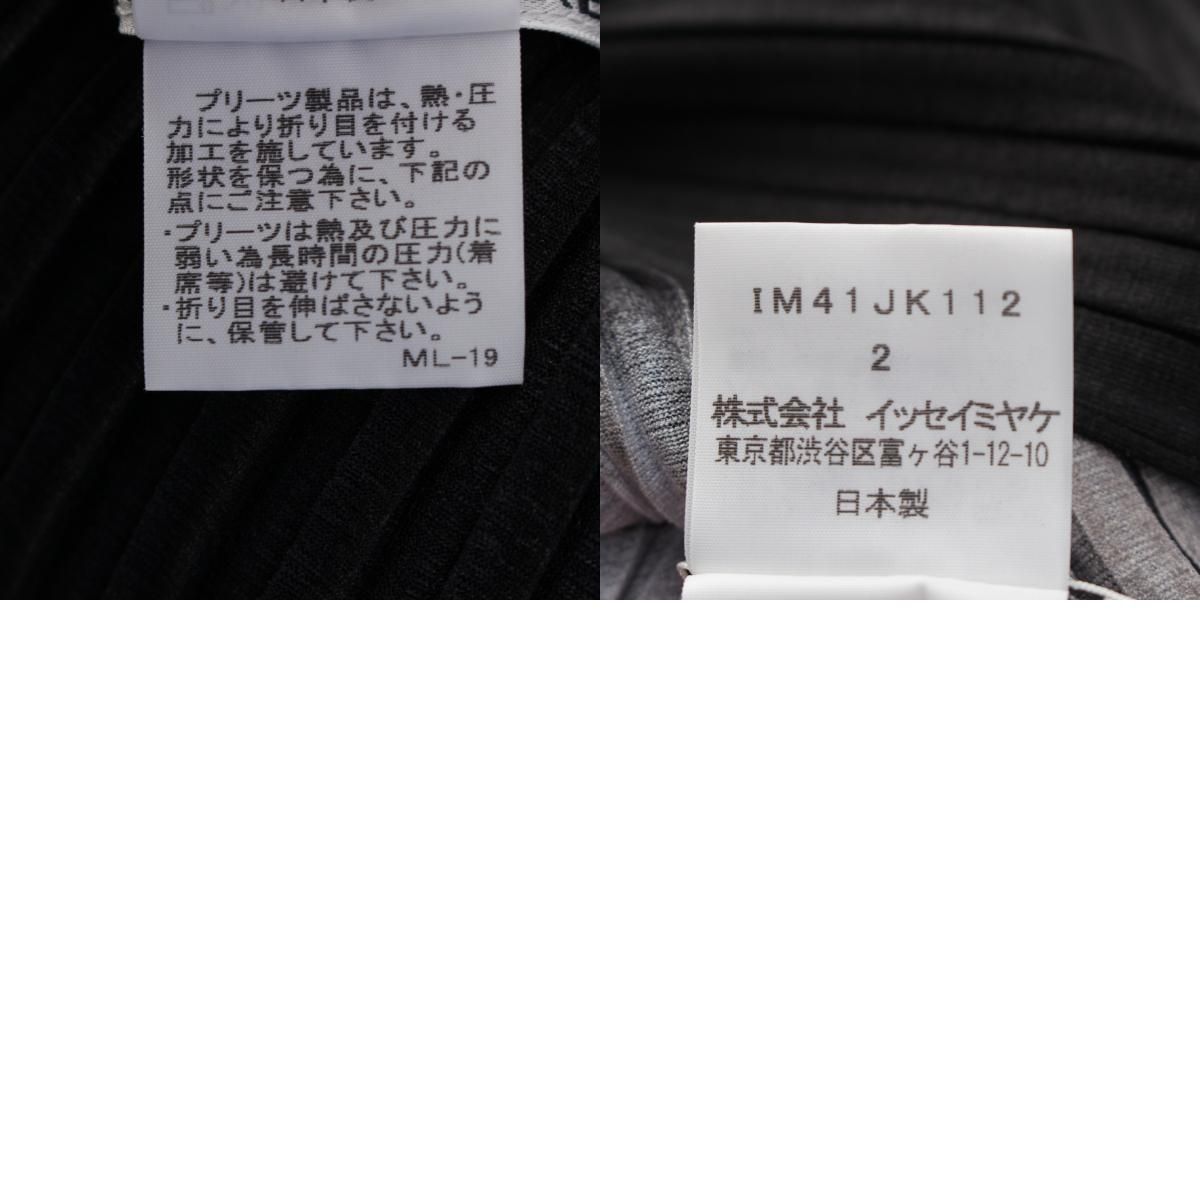 プリーツ製品は、熱・圧
力により折り目を付ける
加工を施しています。
形状を保つ為に、下記の
点にご注意下さい。
・プリーツは熱及び圧力に
弱い為長時間の圧力(着
席等)は避けて下さい。
・折り目を伸ばさないよう
に、保管して下さい。
ML-19
IM41JK112
2
株式会社 イッセイミヤケ
東京都渋谷区富ヶ谷1-12-10
日本製